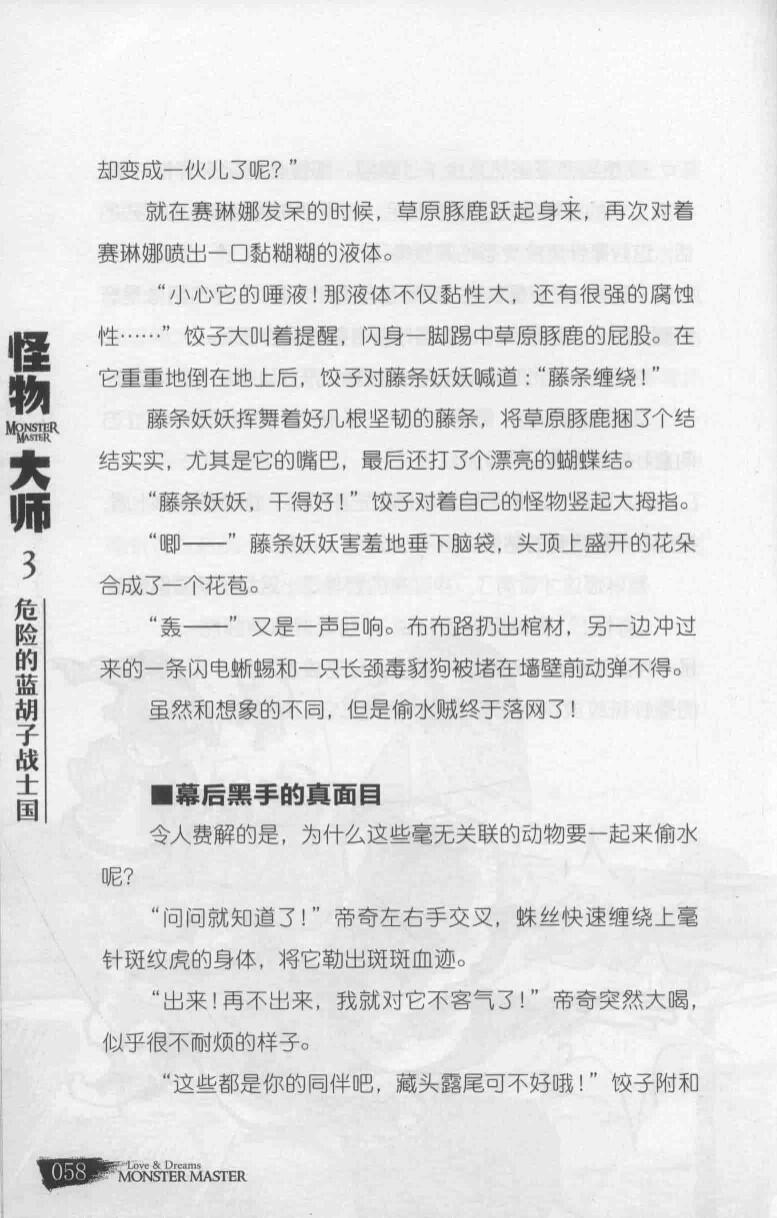 却变成一伙儿了呢？”
就在赛琳娜发呆的时候，草原豚鹿跃起身来，再次对着
赛琳娜喷出一口黏糊糊的液体。
“小心它的唾液！那液体不仅黏性大，还有很强的腐蚀
性……”饺子大叫着提醒，闪身一脚踢中草原豚鹿的屁股。在
它重重地倒在地上后，饺子对藤条妖妖喊道：“藤条缠绕！”
藤条妖妖挥舞着好几根坚韧的藤条，将草原豚鹿捆了个结
结实实，尤其是它的嘴巴，最后还打了个漂亮的蝴蝶结。
“藤条妖妖，干得好！”饺子对着自己的怪物竖起大拇指。
“唧——”藤条妖妖害羞地垂下脑袋，头顶上盛开的花朵
合成了一个花苞。
“轰——”又是一声巨响。布布路扔出棺材，另一边冲过
来的一条闪电蜥蜴和一只长颈毒豺狗被堵在墙壁前动弹不得。
虽然和想象的不同，但是偷水贼终于落网了！
■幕后黑手的真面目
令人费解的是，为什么这些毫无关联的动物要一起来偷水
呢？
“问问就知道了！”帝奇左右手交叉，蛛丝快速缠绕上毫
针斑纹虎的身体，将它勒出斑斑血迹。
“出来！再不出来，我就对它不客气了！”帝奇突然大喝，
似乎很不耐烦的样子。
“这些都是你的同伴吧，藏头露尾可不好哦！”饺子附和
怪物
MONSTER
MASTER
大师
3
危险的蓝胡子战士国
058
Love & Dreams
MONSTER MASTER